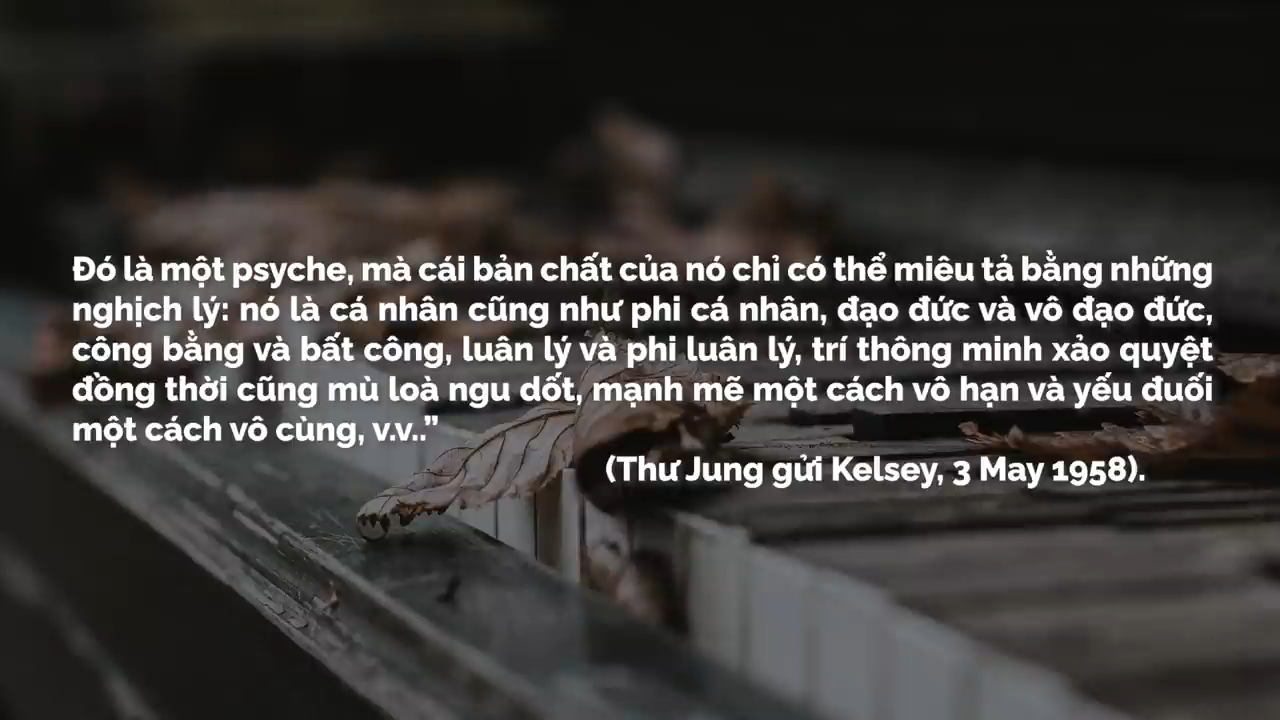 Đó là một psyche, mà cái bản chất của nó chỉ có thể miêu tả bằng những
nghịch lý: nó là cá nhân cũng như phi cá nhân, đạo đức và vô đạo đức,
công bằng và bất công, luân lý và phi luân lý, trí thông minh xảo quyệt
đồng thời cũng mù loà ngu dốt, mạnh mẽ một cách vô hạn và yếu đuối
một cách vô cùng, v.v..”
(Thư Jung gửi Kelsey, 3 May 1958).